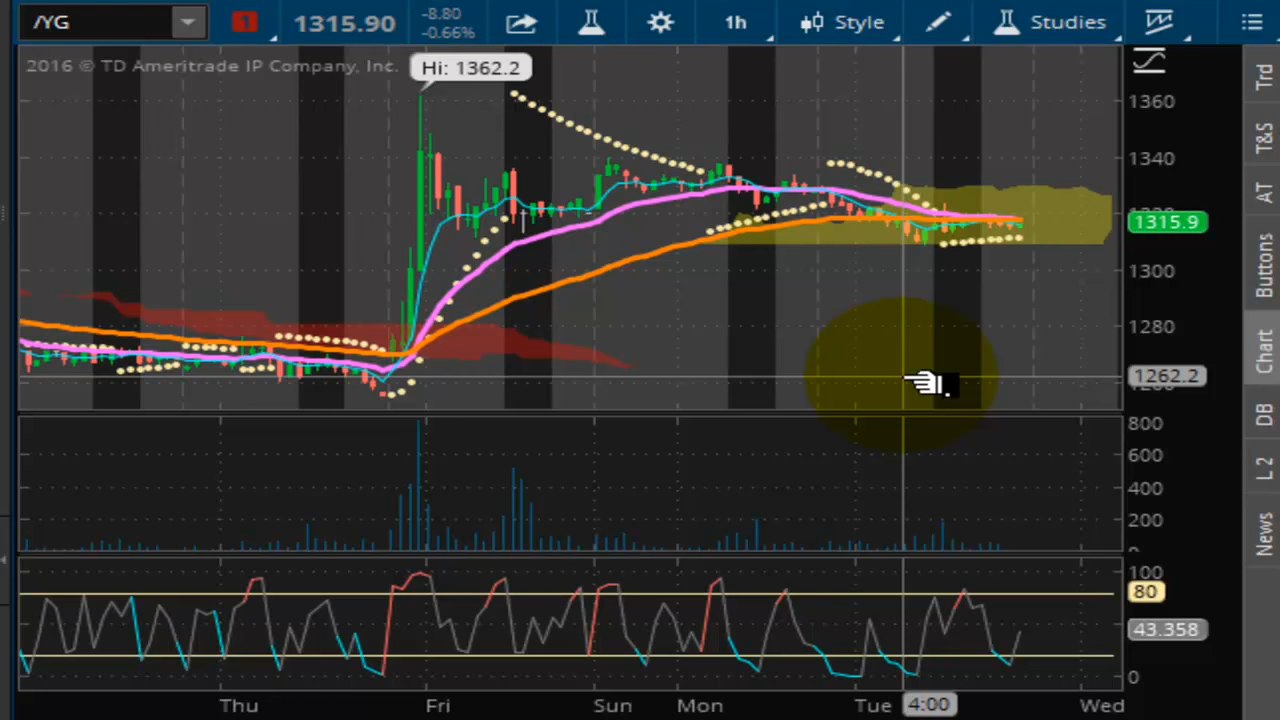 /YG
1
1315.90
-8.80
-0.66%
1h
Style
Studies
2016 © TD Ameritrade IP Company, Inc.
Hi: 1362.2
1360
1340
1315.9
1300
1280
1262.2
800
600
400
200
100
80
43.358
0
Thu
Fri
Sun
Mon
Tue
4:00
Wed
Trd
T&S
AT
Buttons
Chart
DB
L 2
News